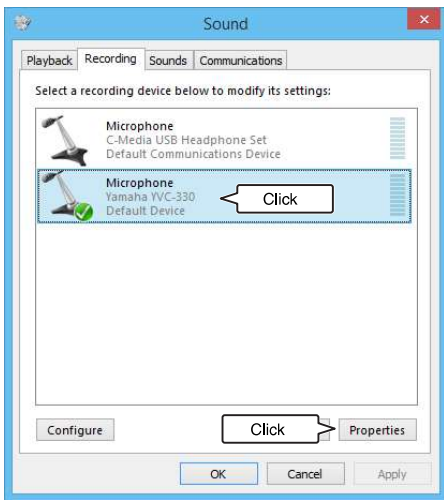 Sound
Playback Recording Sounds Communications
Select a recording device below to modify its settings:
Microphone
C-Media USB Headphone Set
Default Communications Device
Microphone
Yamaha YVC-330
Default Device
Click
Configure Click Properties
OK Cancel Apply